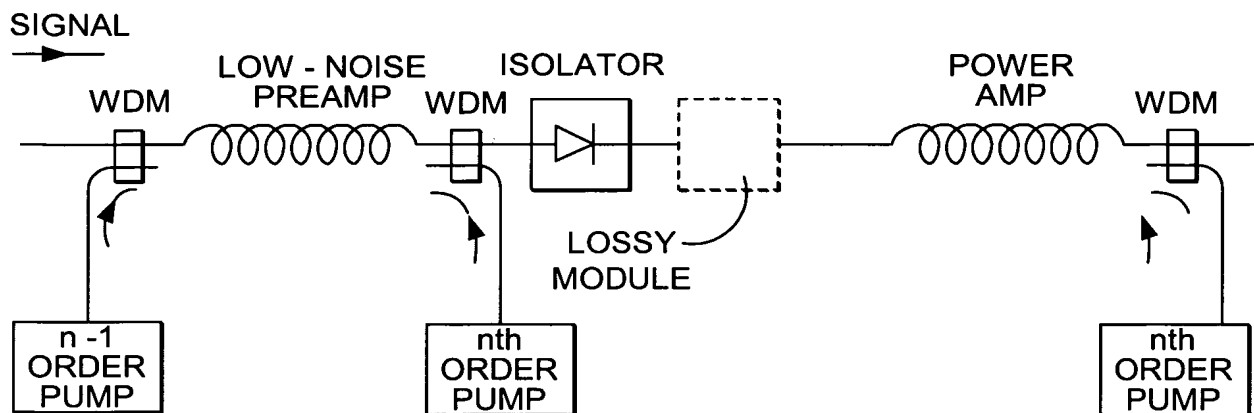 SIGNAL
LOW - NOISE
PREAMP
ISOLATOR
POWER
AMP
WDM
WDM
WDM
LOSSY
MODULE
n -1
ORDER
PUMP
nth
ORDER
PUMP
nth
ORDER
PUMP